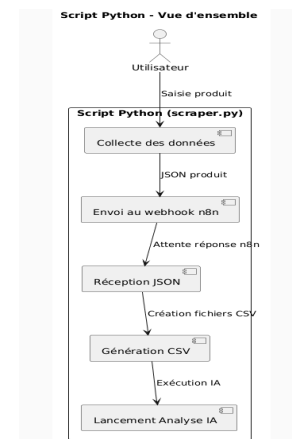 Script Python - Vue d'ensemble
Utilisateur
Saisie produit
Script Python (scraper.py)
Collecte des données
JSON produit
Envoi au webhook n8n
Attente réponse n8n
Réception JSON
Création fichiers CSV
Génération CSV
Exécution IA
Lancement Analyse IA